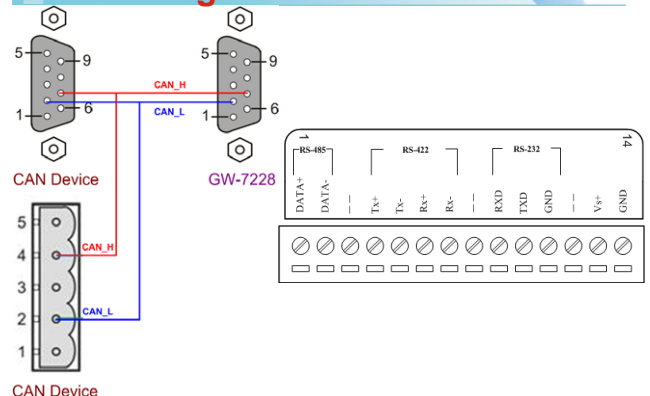 5
9
6
1
CAN Device
CAN_H
CAN_L
5
9
6
1
GW-7228
5
4
3
2
1
CAN_H
CAN_L
CAN Device
1
14
RS-485
RS-422
RS-232
DATA+
DATA-
--
Tx+
Tx-
Rx+
Rx-
--
RXD
TXD
GND
--
Vs+
GND